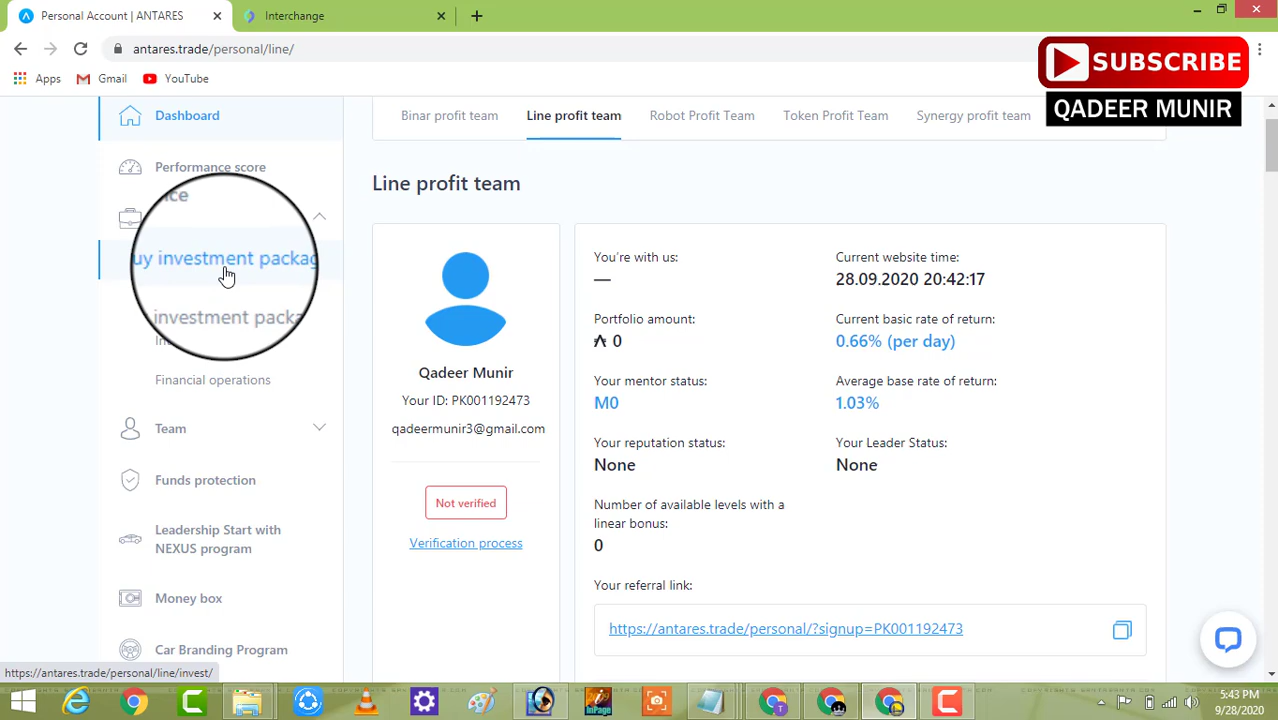 Personal Account | ANTARES
Interchange
antares.trade/personal/line/
Apps
Gmail
YouTube
SUBSCRIBE
QADEER MUNIR
Dashboard
Binar profit team
Line profit team
Robot Profit Team
Token Profit Team
Synergy profit team
Performance score
uy investment packag
investment packa
Financial operations
Team
Funds protection
Leadership Start with
NEXUS program
Money box
Car Branding Program
Line profit team
Qadeer Munir
Your ID: PK001192473
qadeermunir3@gmail.com
Not verified
Verification process
You're with us:
—
Current website time:
28.09.2020 20:42:17
Portfolio amount:
₳ 0
Current basic rate of return:
0.66% (per day)
Your mentor status:
M0
Average base rate of return:
1.03%
Your reputation status:
None
Your Leader Status:
None
Number of available levels with a
linear bonus:
0
Your referral link:
https://antares.trade/personal/?signup=PK001192473
https://antares.trade/personal/line/invest/
InPage
5:43 PM
9/28/2020